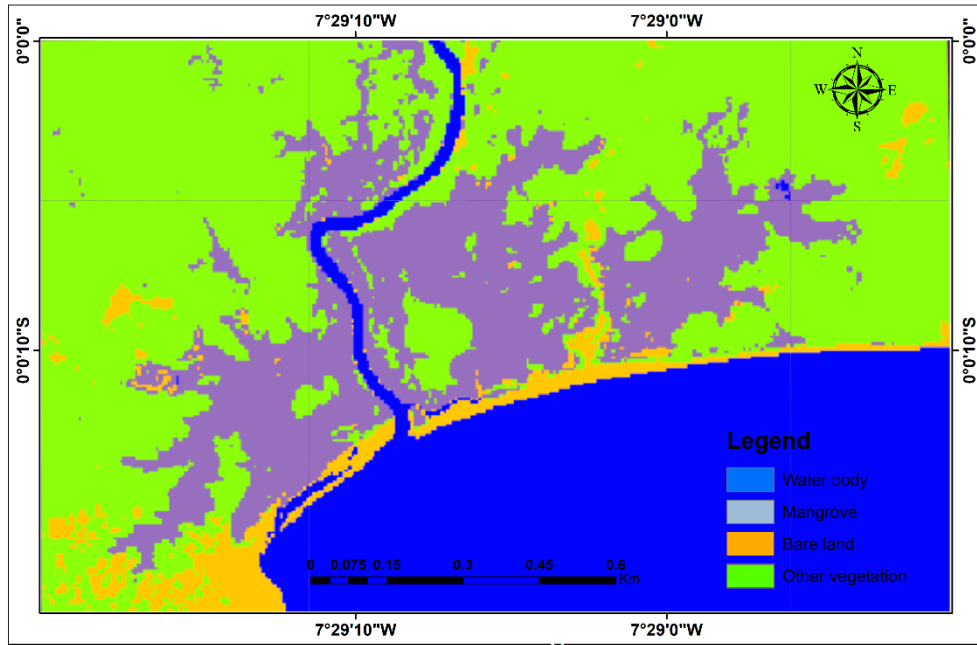 7°29'10"W 7°29'0"W
0°0'0" 0°0'0"
N
W E
S
0°0'10"S 0°0'10"S
Legend
Water body
Mangrove
Bare land
Other vegetation
0 0.075 0.15 0.3 0.45 0.6
Km
7°29'10"W 7°29'0"W